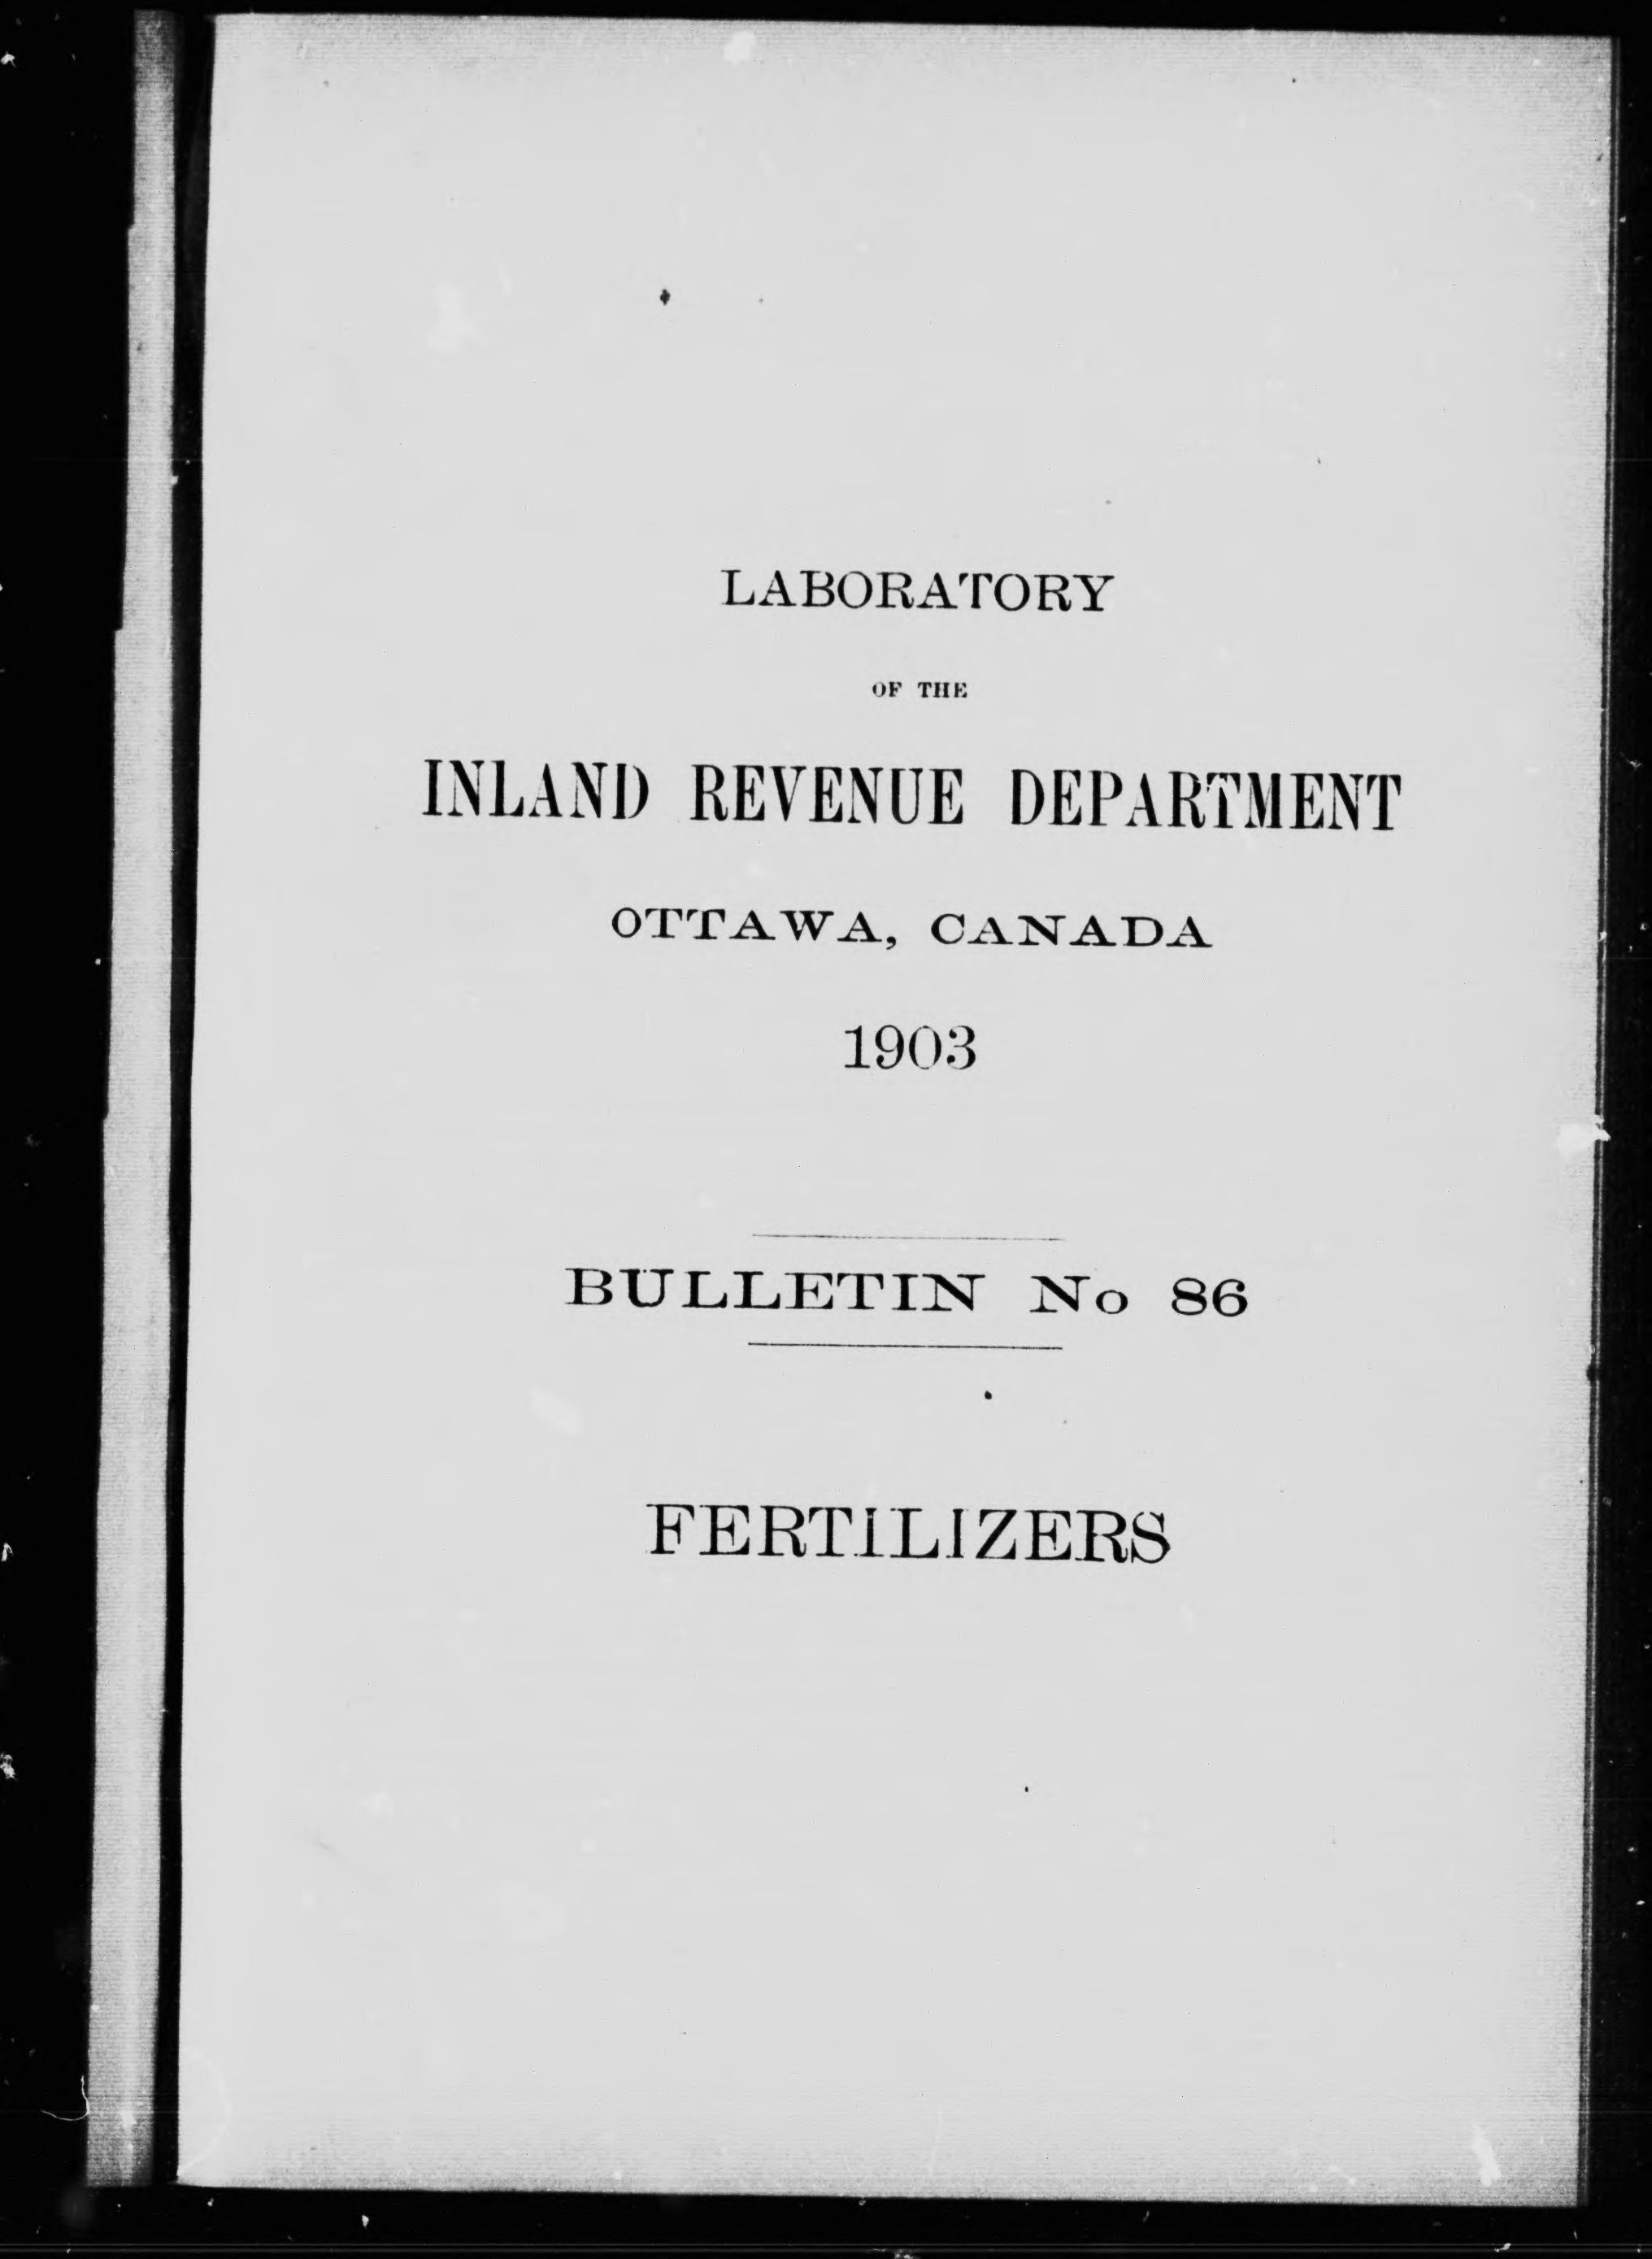 LABORATORY
OF THE
INLAND REVENUE DEPARTMENT
OTTAWA, CANADA
1903
BULLETIN No 86
FERTILIZERS